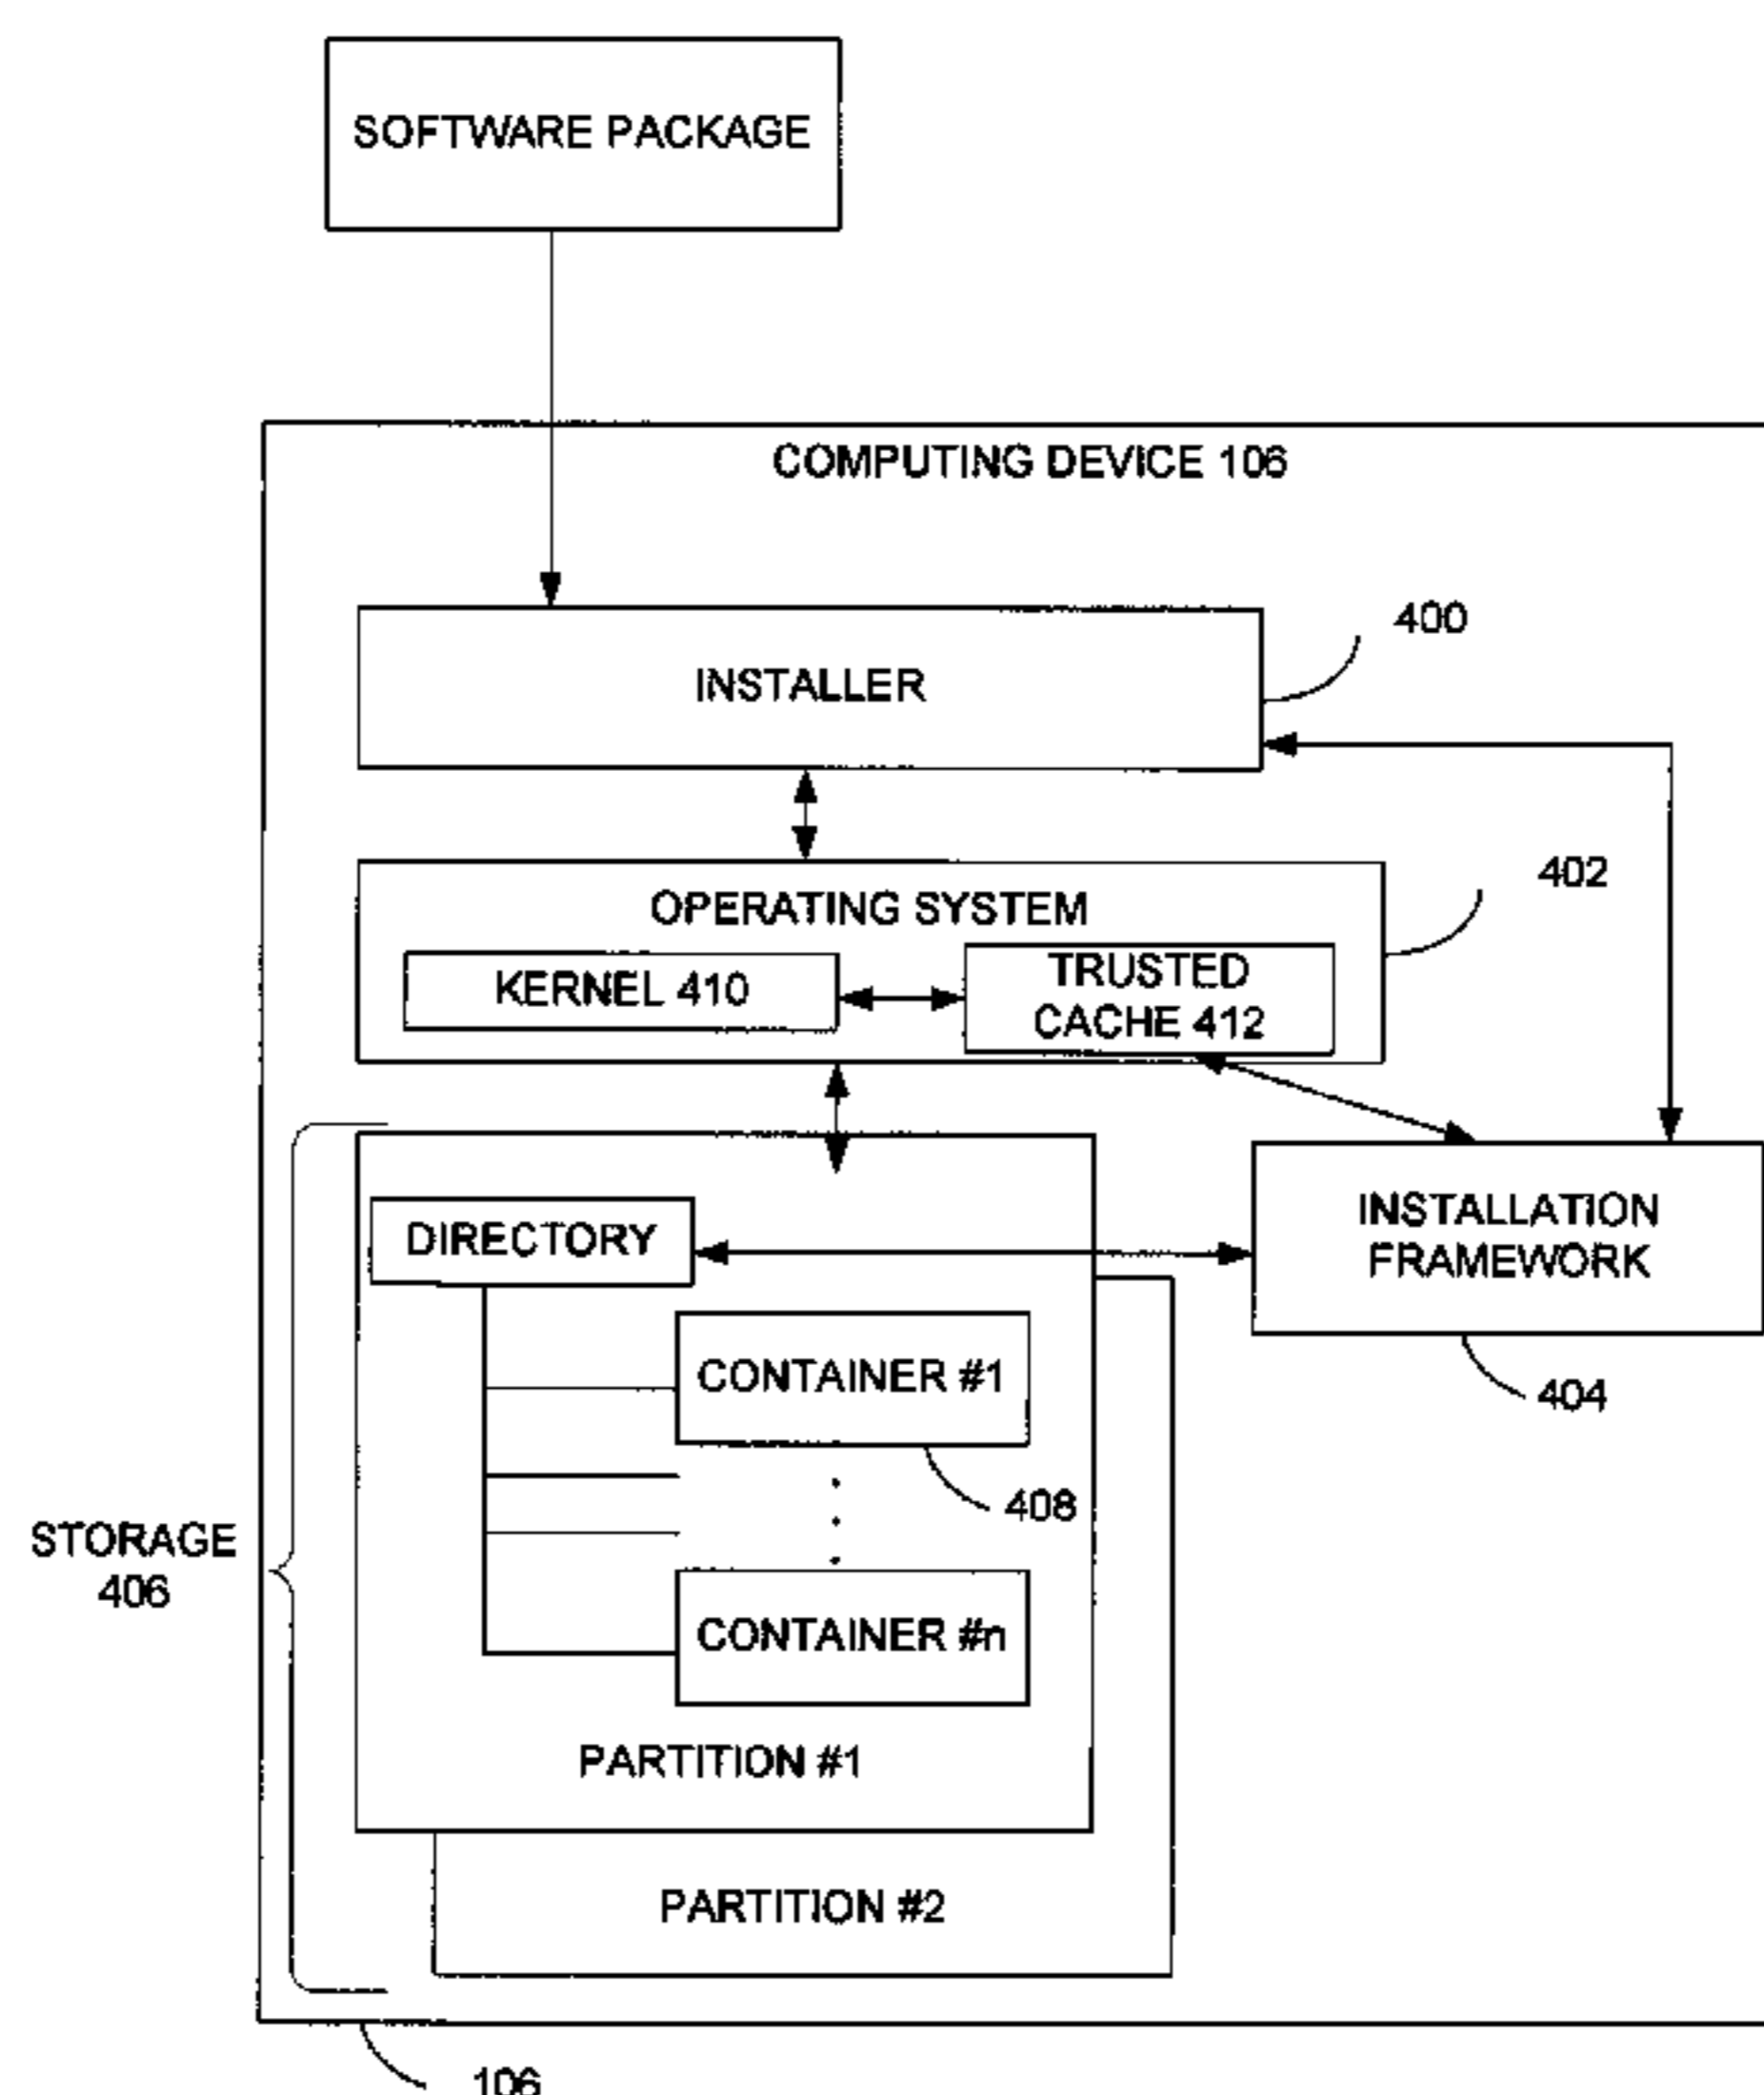 SOFTWARE PACKAGE
COMPUTING DEVICE 106
400
INSTALLER
402
OPERATING SYSTEM
KERNEL 410
TRUSTED
CACHE 412
INSTALLATION
FRAMEWORK
404
DIRECTORY
CONTAINER #1
408
STORAGE
406
CONTAINER #n
PARTITION #1
PARTITION #2
106